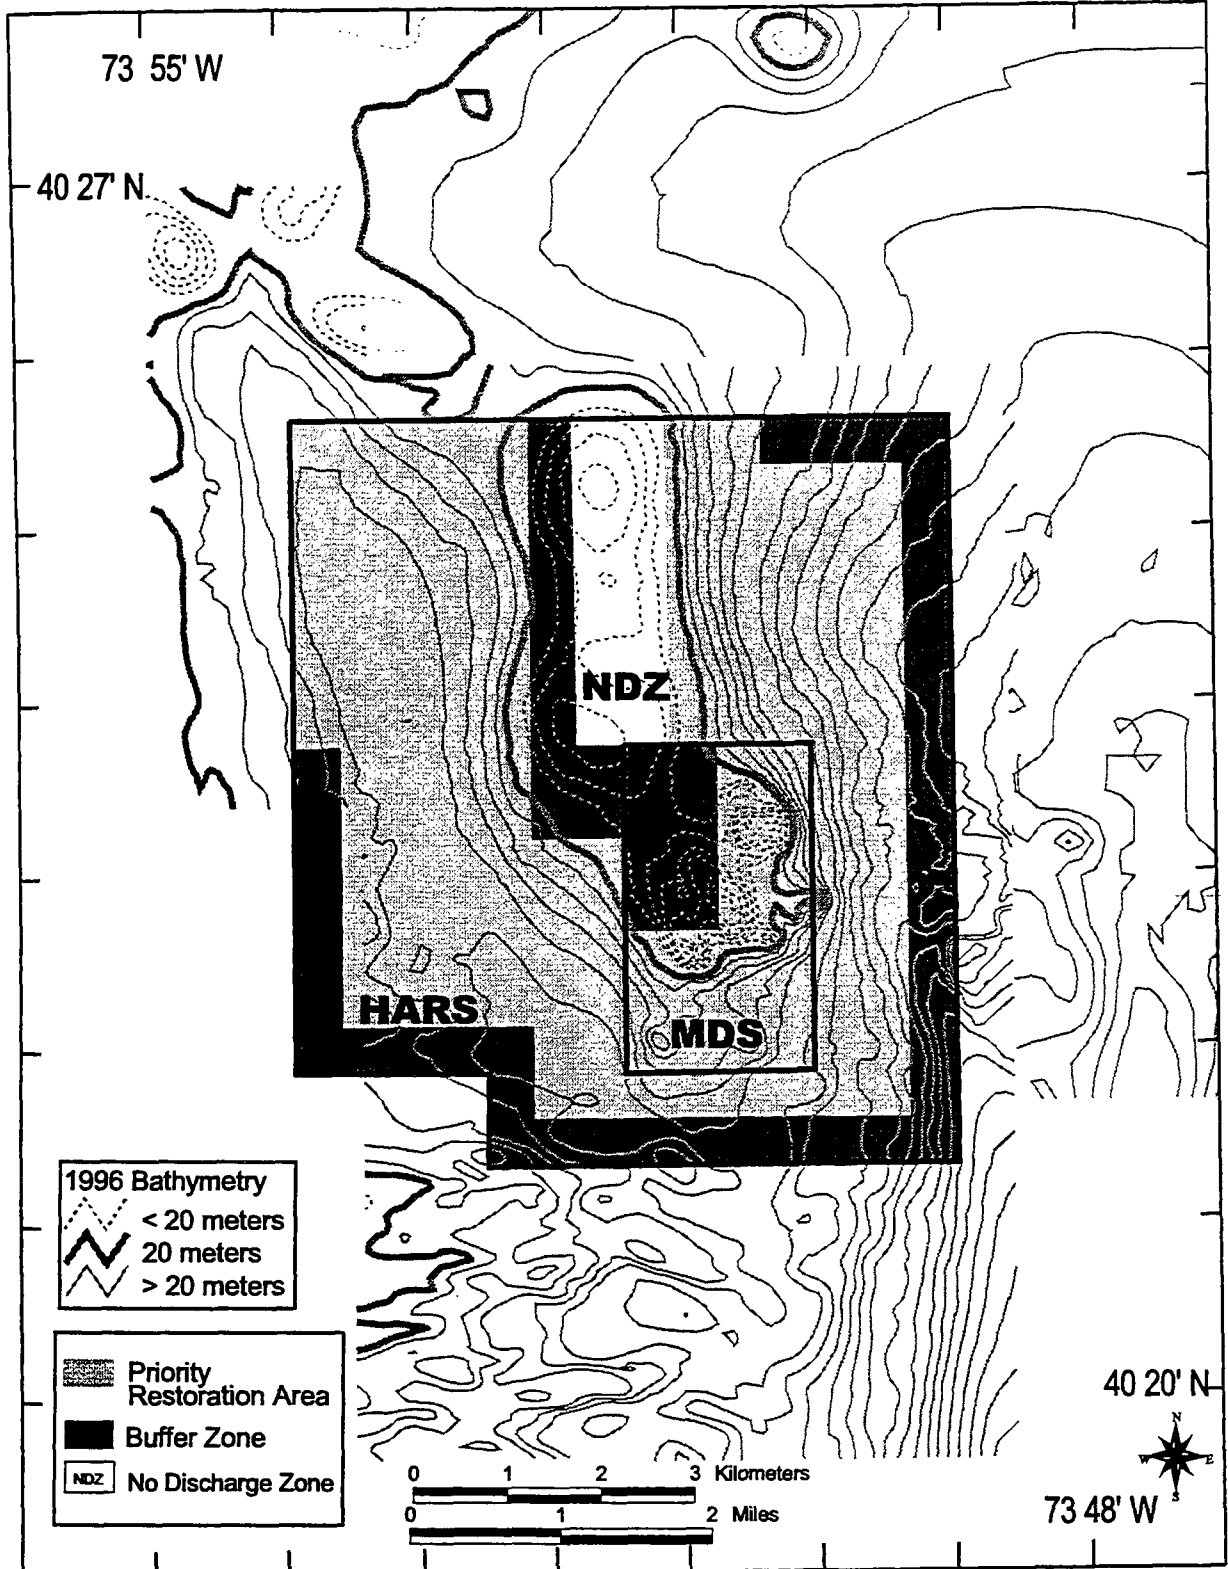 73 55' W
40 27' N
NDZ
HARS
MDS
1996 Bathymetry
< 20 meters
20 meters
> 20 meters
Priority
Restoration Area
Buffer Zone
NDZ No Discharge Zone
0 1 2 3 Kilometers
0 1 2 Miles
40 20' N
N
W E
S
73 48' W